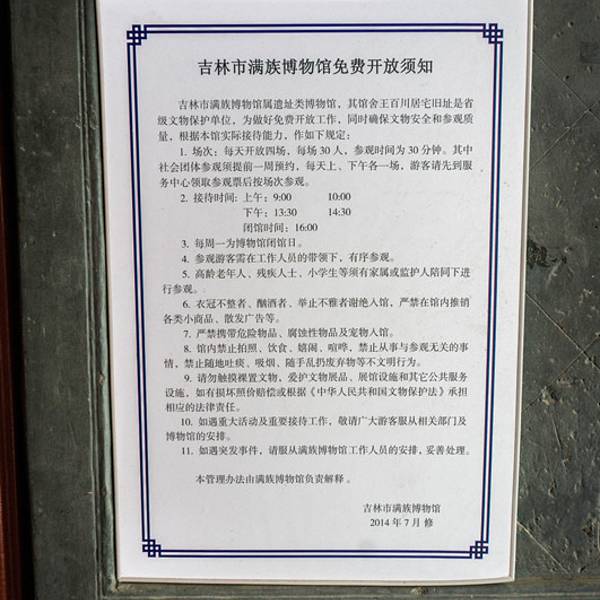 吉林市满族博物馆免费开放须知
吉林市满族博物馆属遗址类博物馆，其馆舍王百川居宅旧址是省
级文物保护单位，为做好免费开放工作，同时确保文物安全和参观质
量，根据本馆实际接待能力，作如下规定：
1. 场次：每天开放四场，每场 30 人，参观时间为 30 分钟。其中
社会团体参观须提前一周预约，每天上、下午各一场，游客请先到服
务中心领取参观票后按场次参观。
2. 接待时间：上午：9:00 10:00
下午：13:30 14:30
闭馆时间：16:00
3. 每周一为博物馆闭馆日。
4. 参观游客需在工作人员的带领下，有序参观。
5. 高龄老年人、残疾人士、小学生等须有家属或监护人陪同下进
行参观。
6. 衣冠不整者、酗酒者、举止不雅者谢绝入馆，严禁在馆内推销
各类小商品、散发广告等。
7. 严禁携带危险物品、腐蚀性物品及宠物入馆。
8. 馆内禁止拍照、饮食、嬉闹、喧哗，禁止从事与参观无关的事
情，禁止随地吐痰、吸烟、随手乱扔废弃物等不文明行为。
9. 请勿触摸裸置文物，爱护文物展品、展馆设施和其它公共服务
设施，如有损坏照价赔偿或根据《中华人民共和国文物保护法》承担
相应的法律责任。
10. 如遇重大活动及重要接待工作，敬请广大游客服从相关部门及
博物馆的安排。
11. 如遇突发事件，请服从满族博物馆工作人员的安排，妥善处理。
本管理办法由满族博物馆负责解释。
吉林市满族博物馆
2014 年 7 月 修